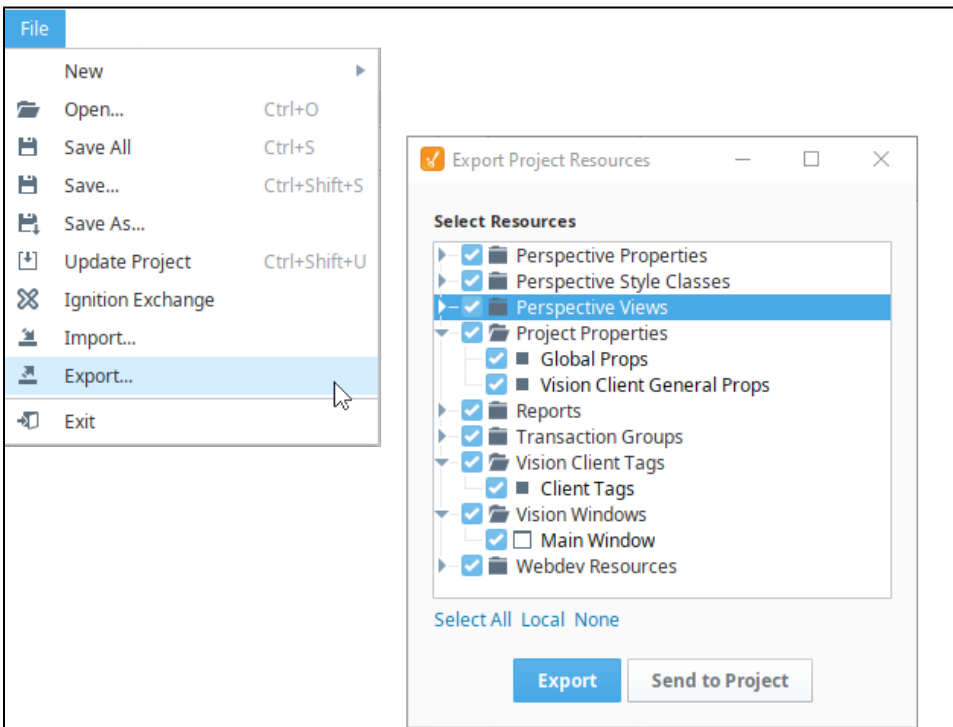 File
New
Open... Ctrl+O
Save All Ctrl+S
Save... Ctrl+Shift+S
Save As...
Update Project Ctrl+Shift+U
Ignition Exchange
Import...
Export...
Exit
Export Project Resources
Select Resources
Perspective Properties
Perspective Style Classes
Perspective Views
Project Properties
Global Props
Vision Client General Props
Reports
Transaction Groups
Vision Client Tags
Client Tags
Vision Windows
Main Window
Webdev Resources
Select All Local None
Export Send to Project